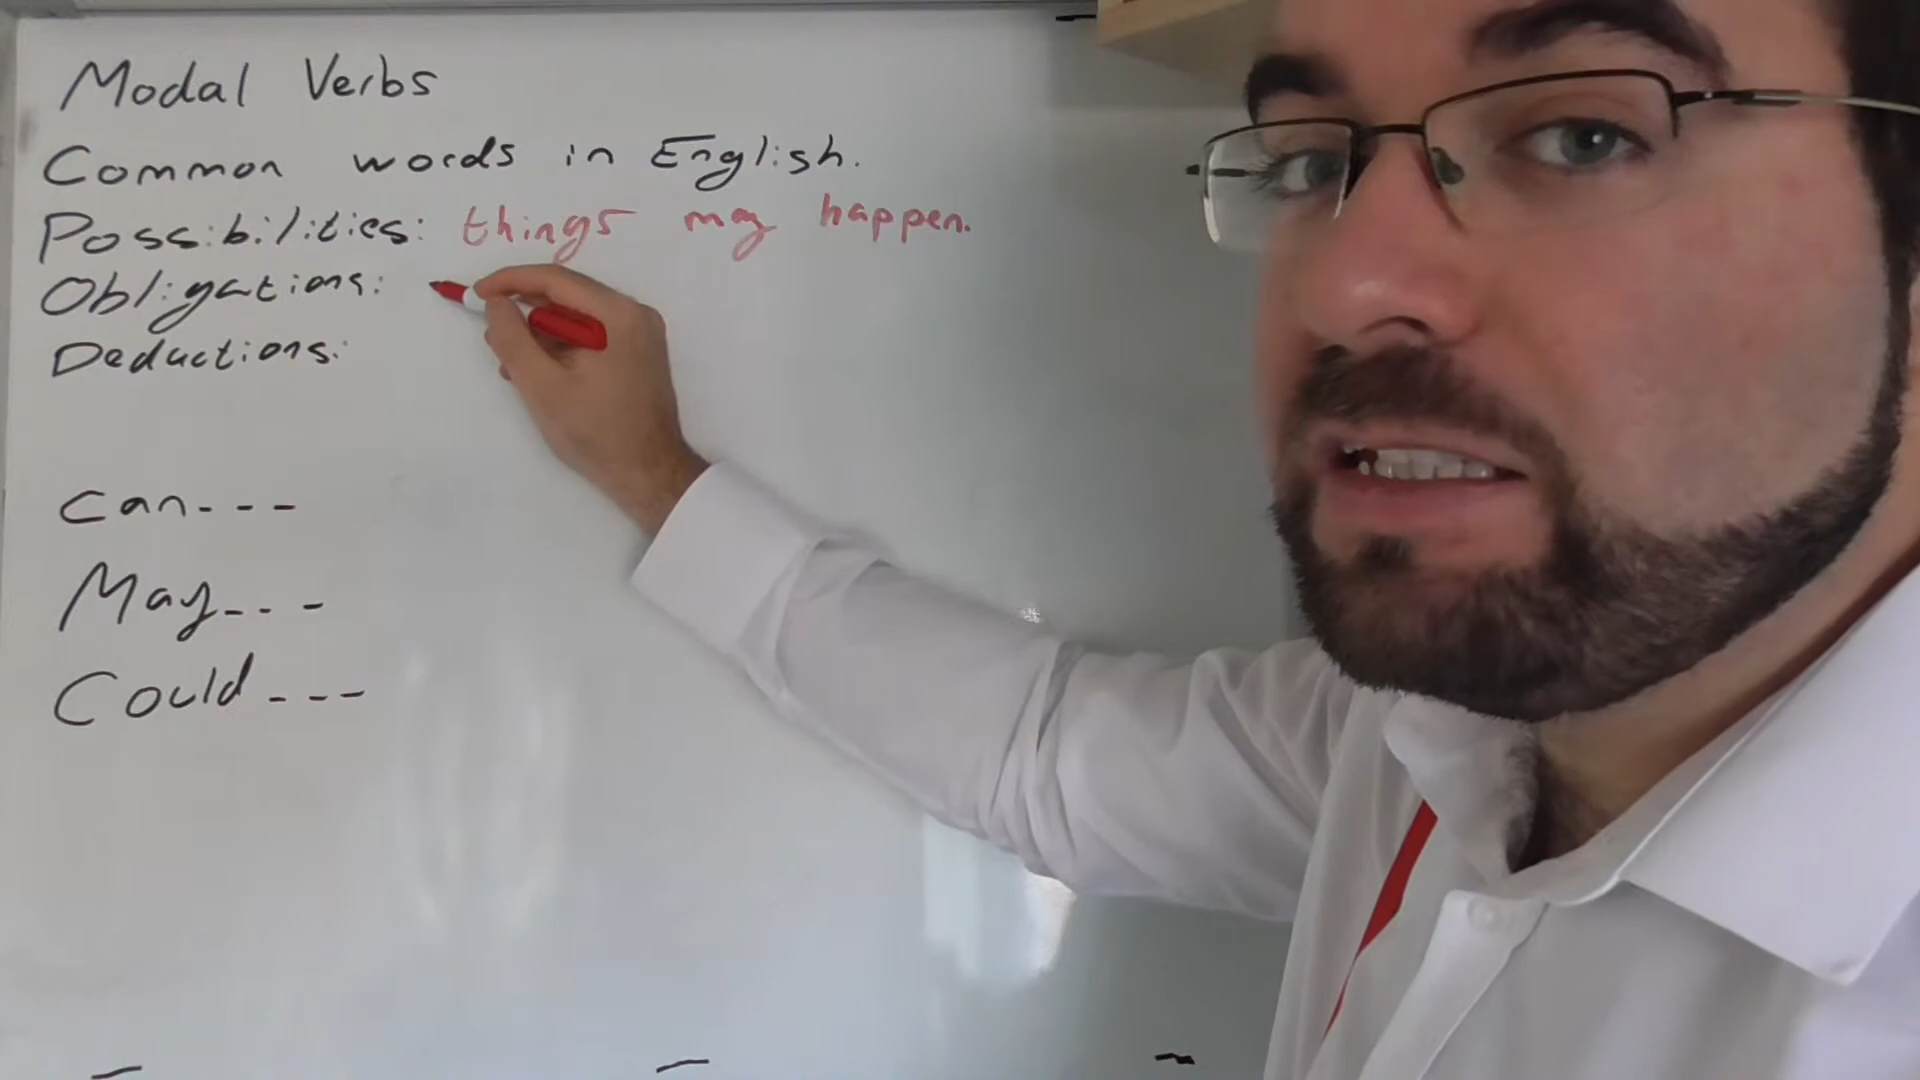 Modal Verbs
Common words in English.
Possibilities: things may happen.
Obligations:
Deductions:
Can---
May---
Could---